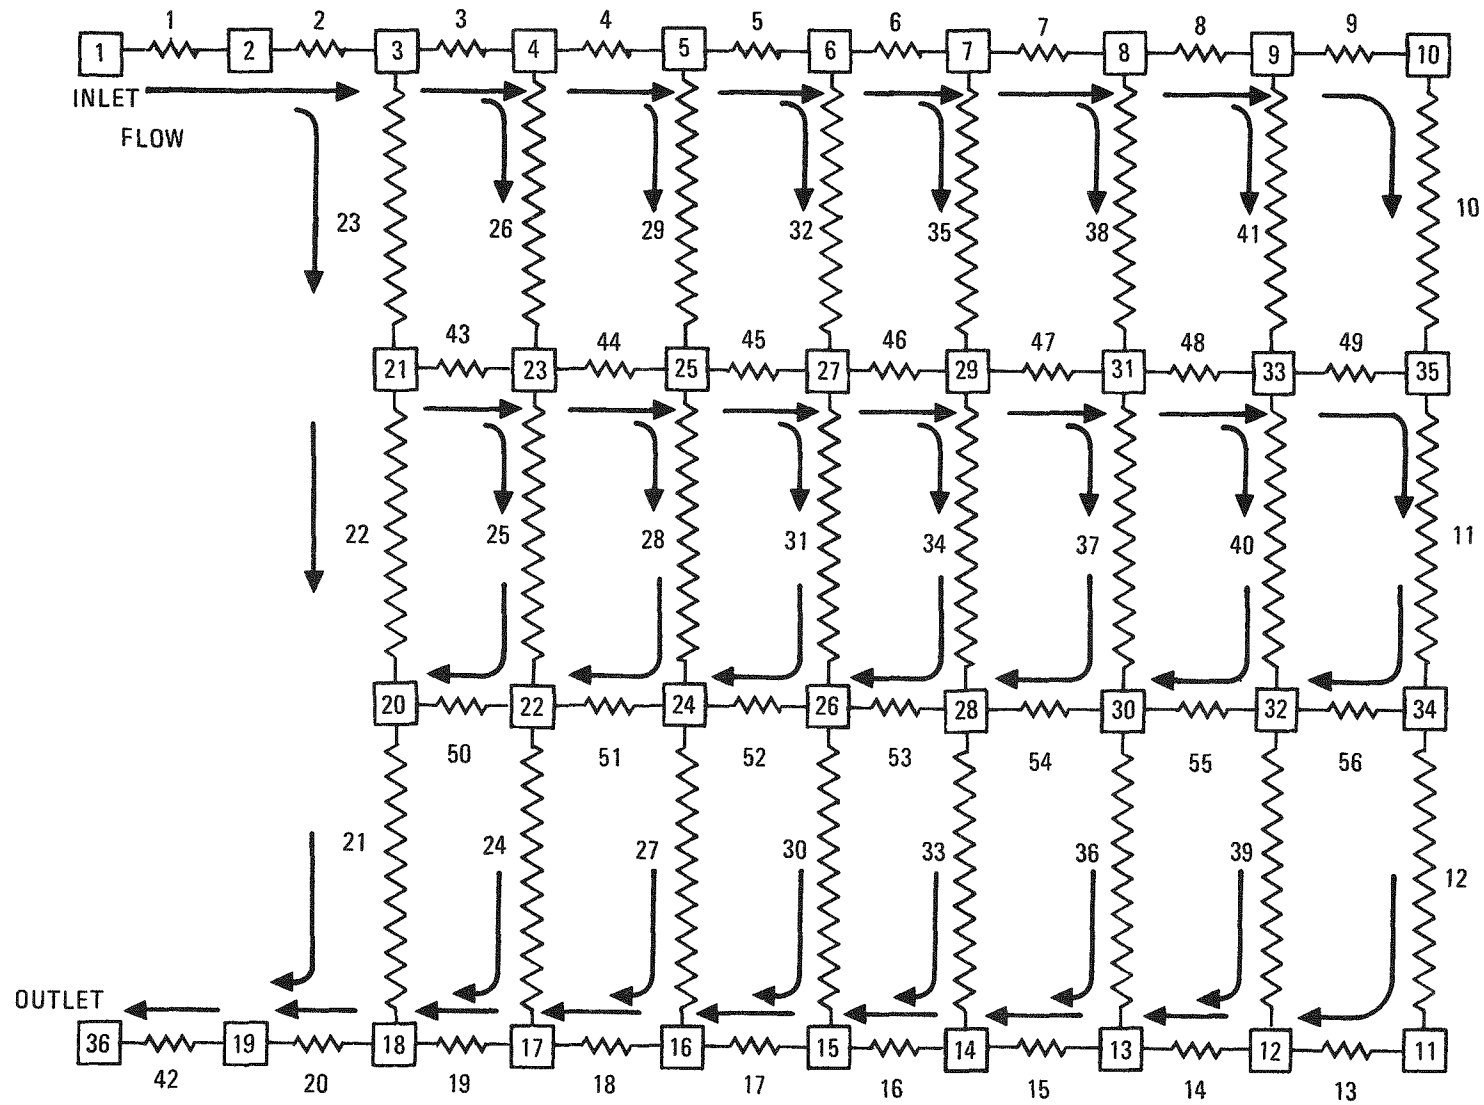 1 2 3 4 5 6 7 8 9
1 2 3 4 5 6 7 8 9 10
INLET
FLOW
23 26 29 32 35 38 41 10
43 44 45 46 47 48 49
21 23 25 27 29 31 33 35
22 25 28 31 34 37 40 11
20 22 24 26 28 30 32 34
50 51 52 53 54 55 56
21 24 27 30 33 36 39 12
OUTLET
36 19 18 17 16 15 14 13 12 11
42 20 19 18 17 16 15 14 13